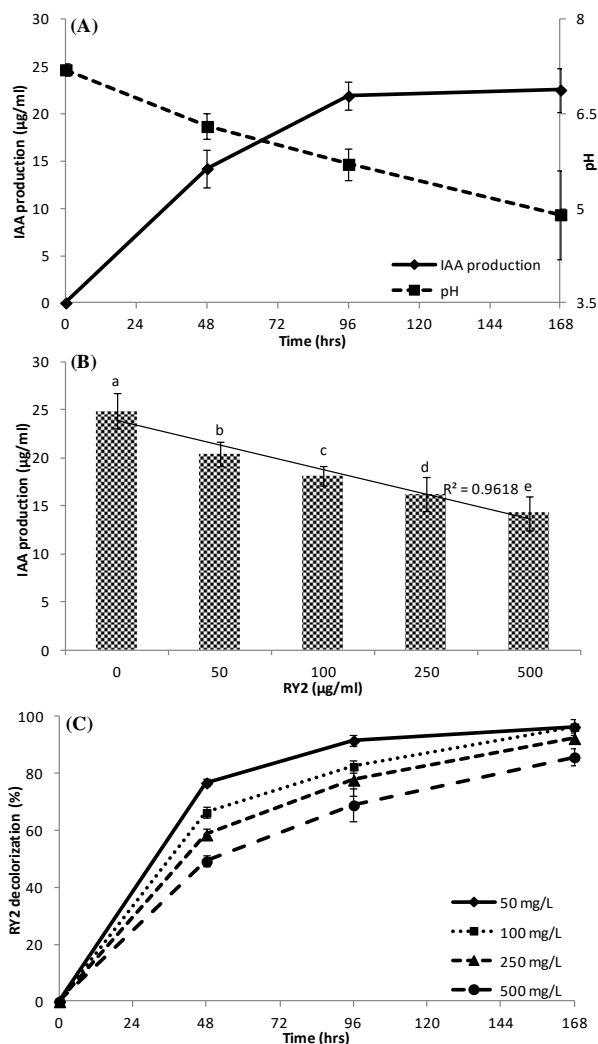 (A)
30
25
20
15
10
5
0
IAA production (µg/ml)
8
6.5
5
3.5
pH
IAA production
pH
0 24 48 72 96 120 144 168
Time (hrs)
(B)
30
25
20
15
10
5
0
IAA production (µg/ml)
a
b
c
d
e
R² = 0.9618
0 50 100 250 500
RY2 (µg/ml)
(C)
100
80
60
40
20
0
RY2 decolorization (%)
50 mg/L
100 mg/L
250 mg/L
500 mg/L
0 24 48 72 96 120 144 168
Time (hrs)